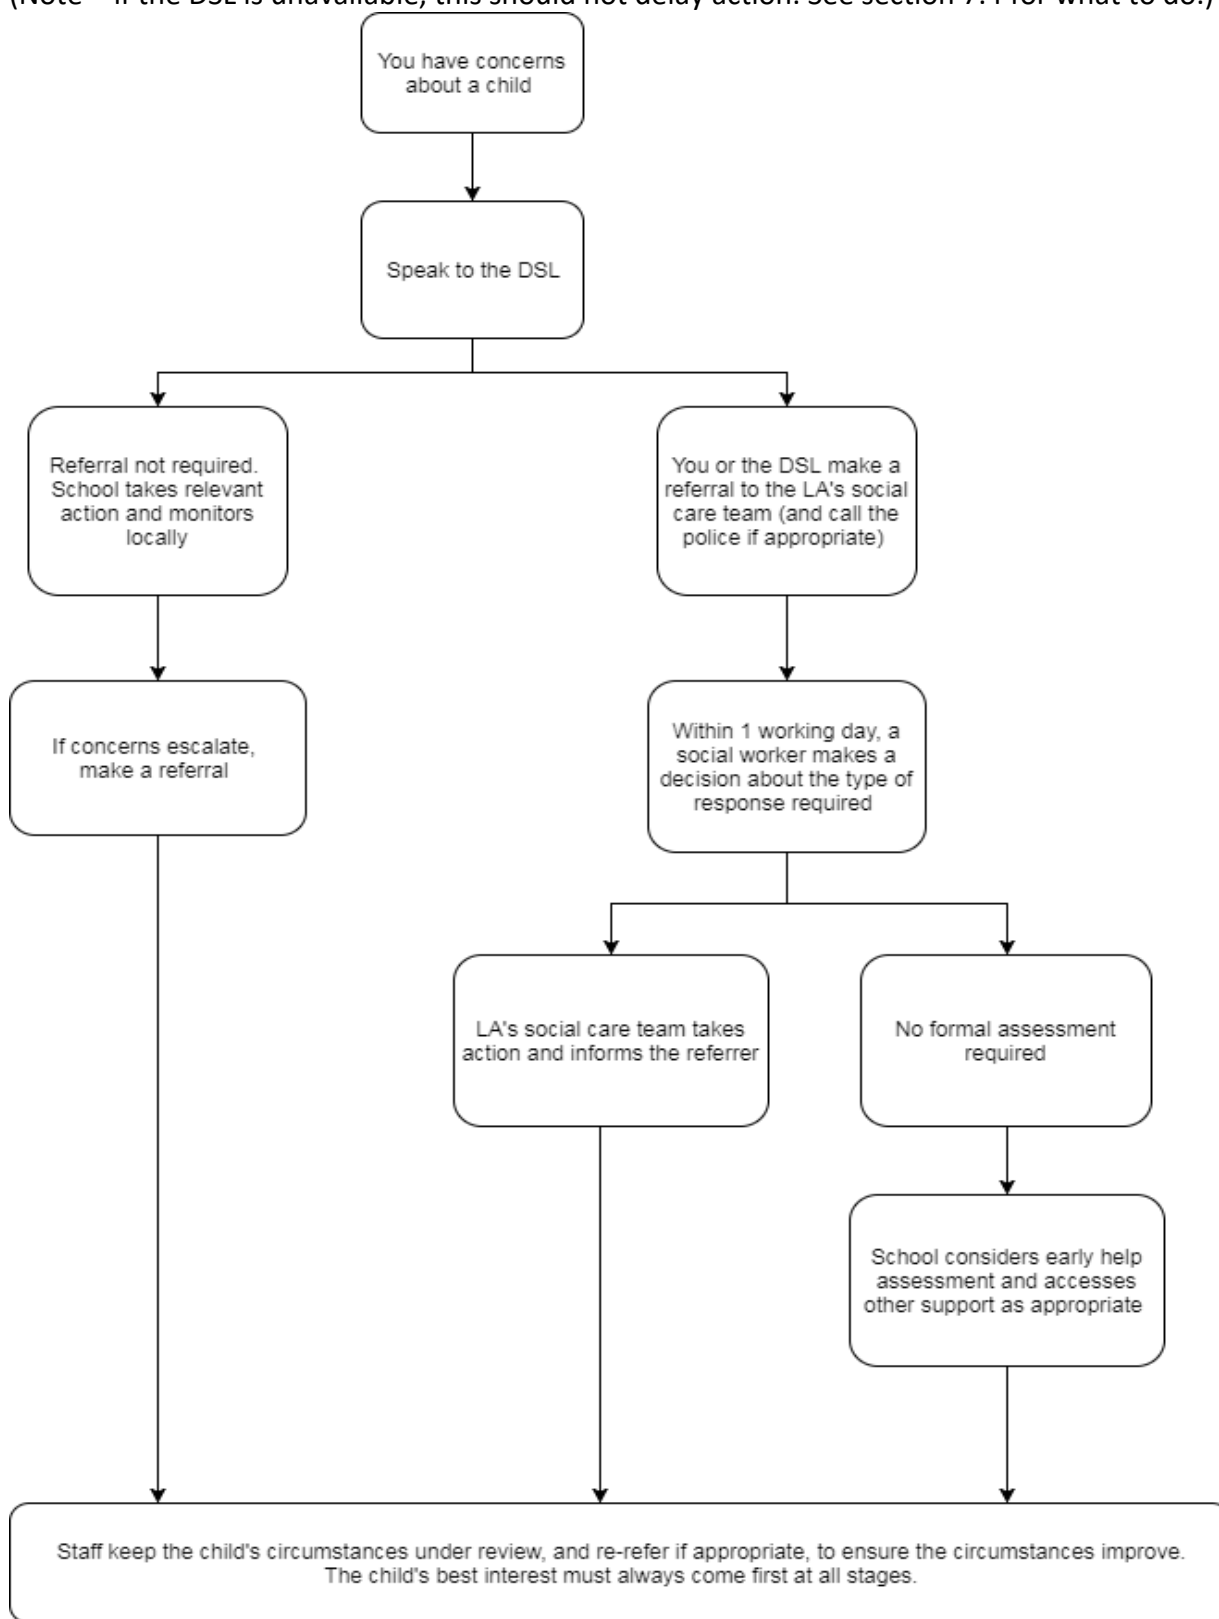 (Note – if the DSL is unavailable, this should not delay action. See section 7.4 for what to do.)
You have concerns
about a child
Speak to the DSL
Referral not required.
School takes relevant
action and monitors
locally
You or the DSL make a
referral to the LA's social
care team (and call the
police if appropriate)
If concerns escalate,
make a referral
Within 1 working day, a
social worker makes a
decision about the type of
response required
LA's social care team takes
action and informs the referrer
No formal assessment
required
School considers early help
assessment and accesses
other support as appropriate
Staff keep the child's circumstances under review, and re-refer if appropriate, to ensure the circumstances improve.
The child's best interest must always come first at all stages.